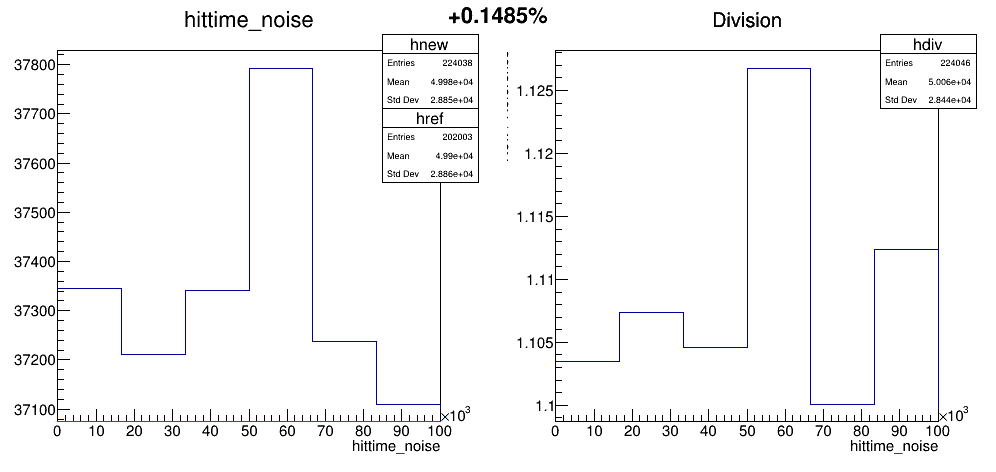 hittime_noise
+0.1485%
Division
hnew
Entries 224038
Mean 4.998e+04
Std Dev 2.885e+04
href
Entries 202003
Mean 4.99e+04
Std Dev 2.886e+04
37800
37700
37600
37500
37400
37300
37200
37100
0 10 20 30 40 50 60 70 80 90 100
×10³
hittime_noise
hdiv
Entries 224046
Mean 5.006e+04
Std Dev 2.844e+04
1.125
1.12
1.115
1.11
1.105
1.1
0 10 20 30 40 50 60 70 80 90 100
×10³
hittime_noise